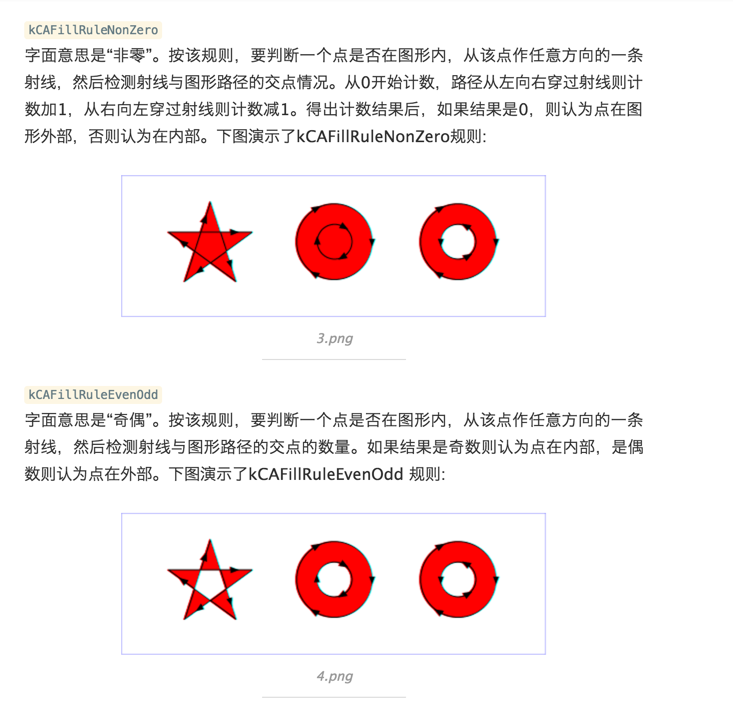 kCAFillRuleNonZero
字面意思是“非零”。按该规则，要判断一个点是否在图形内，从该点作任意方向的一条
射线，然后检测射线与图形路径的交点情况。从0开始计数，路径从左向右穿过射线则计
数加1，从右向左穿过射线则计数减1。得出计数结果后，如果结果是0，则认为点在图
形外部，否则认为在内部。下图演示了kCAFillRuleNonZero规则:
3.png
kCAFillRuleEvenOdd
字面意思是“奇偶”。按该规则，要判断一个点是否在图形内，从该点作任意方向的一条
射线，然后检测射线与图形路径的交点的数量。如果结果是奇数则认为点在内部，是偶
数则认为点在外部。下图演示了kCAFillRuleEvenOdd 规则:
4.png